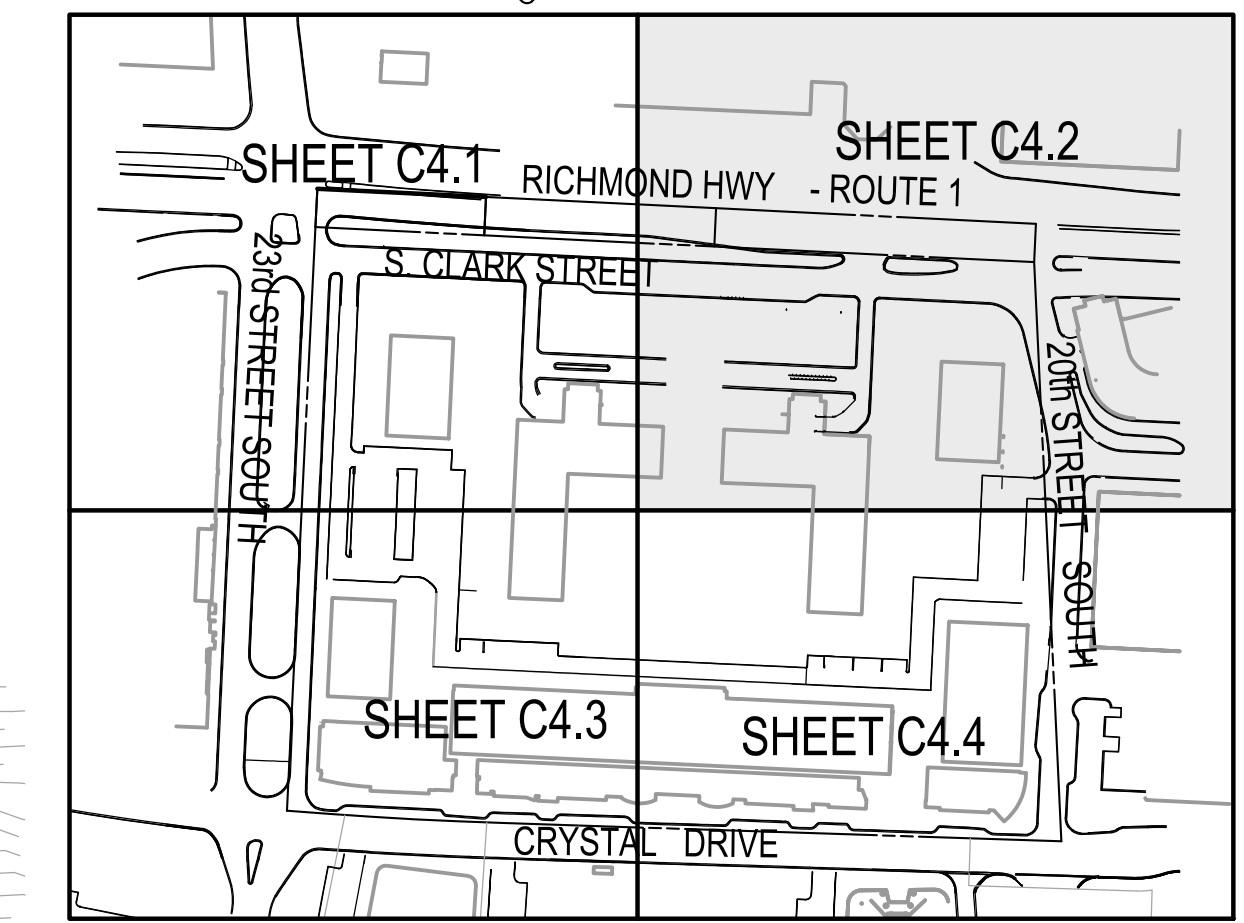 SHEET C4.1
SHEET C4.2
RICHMOND HWY - ROUTE 1
S. CLARK STREET
23rd STREET SOUTH
20th STREET SOUTH
SHEET C4.3
SHEET C4.4
CRYSTAL DRIVE